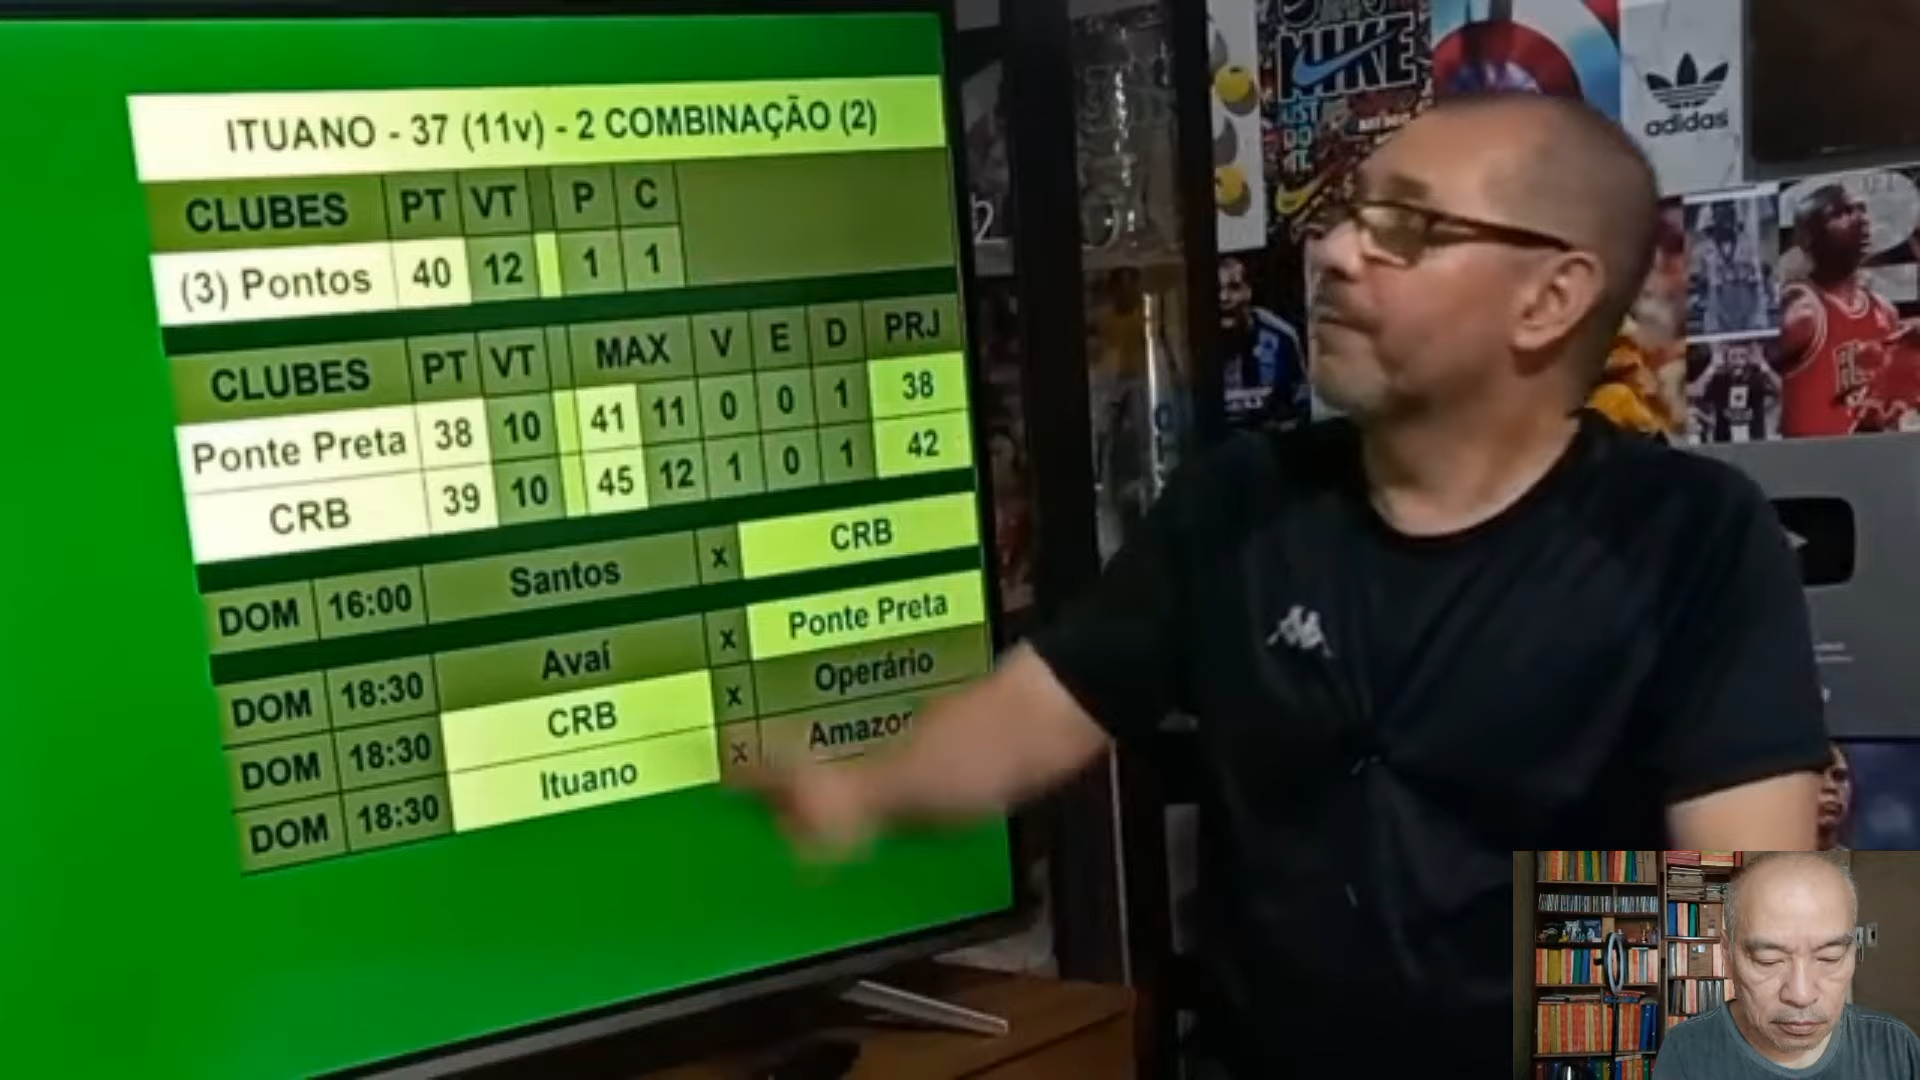 ITUANO - 37 (11v) - 2 COMBINAÇÃO (2)
CLUBES PT VT P C
(3) Pontos 40 12 1 1
CLUBES PT VT MAX V E D PRJ
Ponte Preta 38 10 41 11 0 0 1 38
CRB 39 10 45 12 1 0 1 42
DOM 16:00 Santos x CRB
DOM 18:30 Avaí x Ponte Preta
DOM 18:30 CRB x Operário
DOM 18:30 Ituano x
NIKE
JUST
DO
IT.
adidas